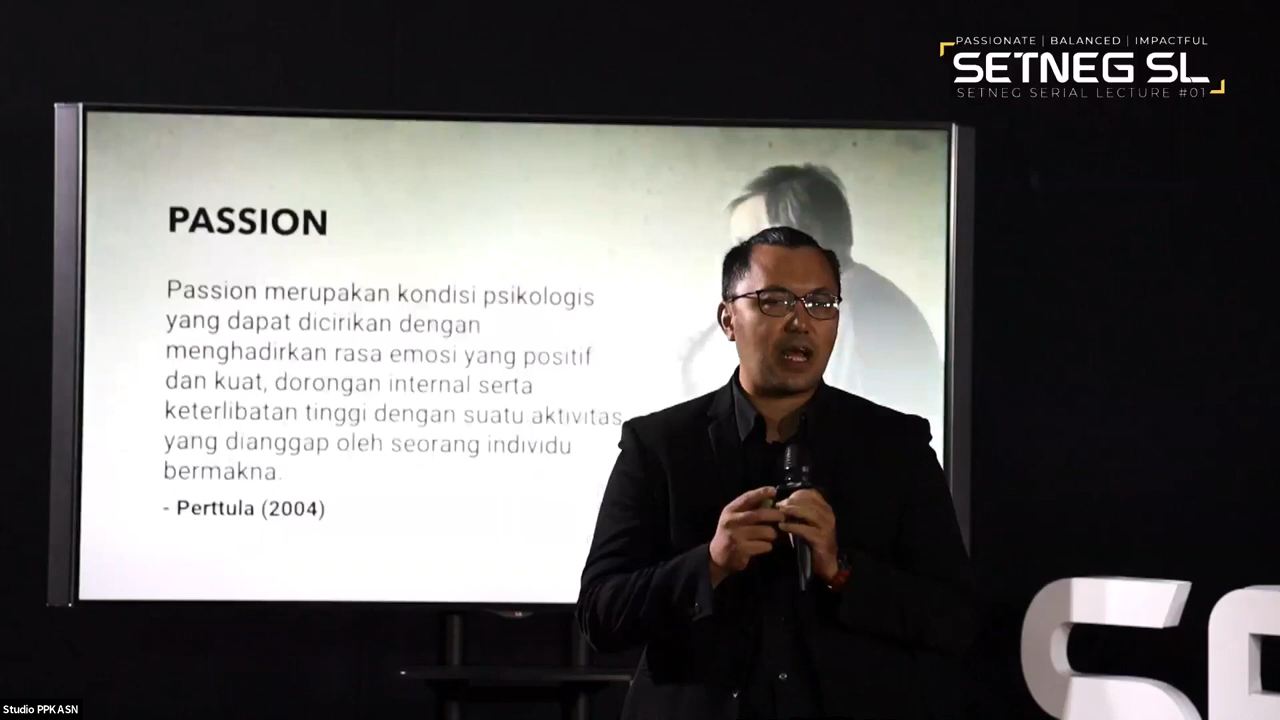 PASSIONATE | BALANCED | IMPACTFUL
SETNEG SL
SETNEG SERIAL LECTURE #01
PASSION
Passion merupakan kondisi psikologis
yang dapat dicirikan dengan
menghadirkan rasa emosi yang positif
dan kuat, dorongan internal serta
keterlibatan tinggi dengan suatu aktivitas
yang dianggap oleh seorang individu
bermakna.
- Perttula (2004)
SE
Studio PPKASN